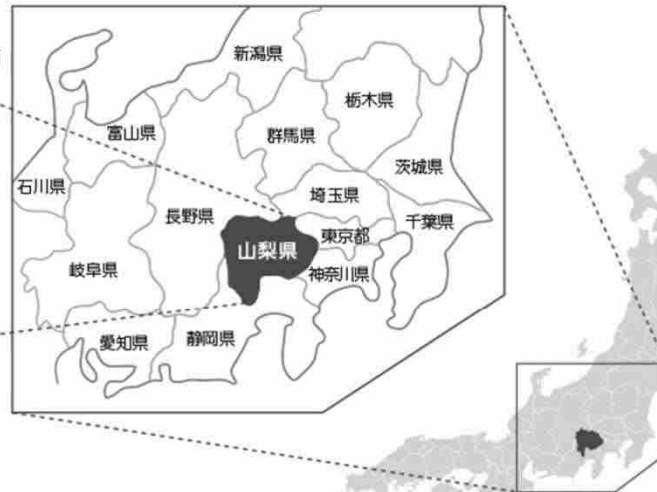 新潟県
栃木県
富山県
群馬県
茨城県
石川県
長野県
埼玉県
千葉県
東京都
山梨県
岐阜県
神奈川県
愛知県
静岡県